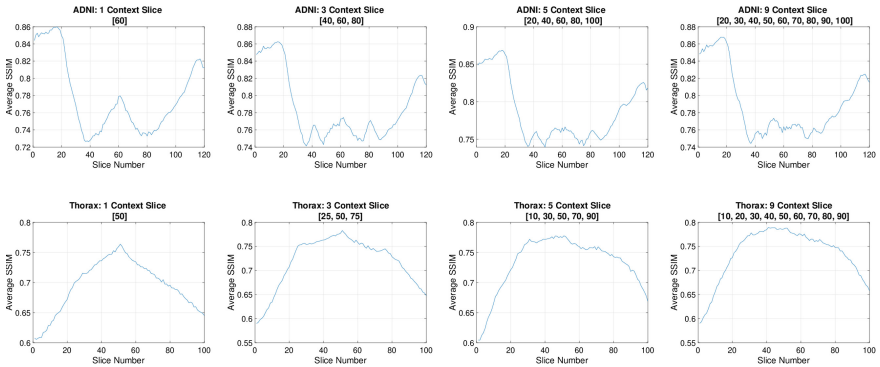 ADNI: 1 Context Slice
[60]
0.86
0.84
0.82
0.8
0.78
0.76
0.74
0.72
Average SSIM
0 20 40 60 80 100 120
Slice Number
ADNI: 3 Context Slice
[40, 60, 80]
0.88
0.86
0.84
0.82
0.8
0.78
0.76
0.74
Average SSIM
0 20 40 60 80 100 120
Slice Number
ADNI: 5 Context Slice
[20, 40, 60, 80, 100]
0.9
0.85
0.8
0.75
Average SSIM
0 20 40 60 80 100 120
Slice Number
ADNI: 9 Context Slice
[20, 30, 40, 50, 60, 70, 80, 90, 100]
0.88
0.86
0.84
0.82
0.8
0.78
0.76
0.74
Average SSIM
0 20 40 60 80 100 120
Slice Number
Thorax: 1 Context Slice
[50]
0.8
0.75
0.7
0.65
0.6
Average SSIM
0 20 40 60 80 100
Slice Number
Thorax: 3 Context Slice
[25, 50, 75]
0.8
0.75
0.7
0.65
0.6
0.55
Average SSIM
0 20 40 60 80 100
Slice Number
Thorax: 5 Context Slice
[10, 30, 50, 70, 90]
0.8
0.75
0.7
0.65
0.6
Average SSIM
0 20 40 60 80 100
Slice Number
Thorax: 9 Context Slice
[10, 20, 30, 40, 50, 60, 70, 80, 90]
0.8
0.75
0.7
0.65
0.6
0.55
Average SSIM
0 20 40 60 80 100
Slice Number